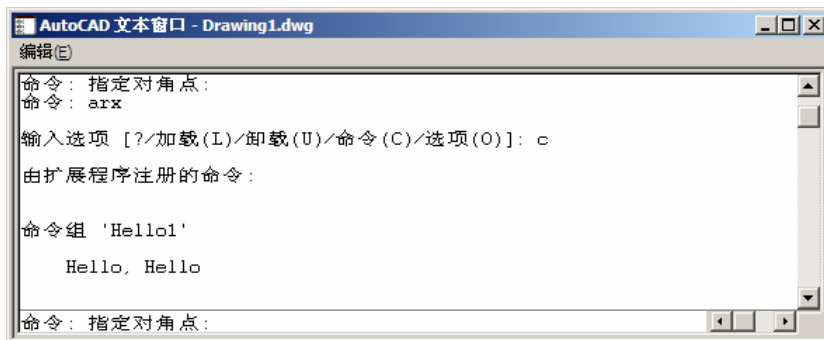 AutoCAD 文本窗口 - Drawing1.dwg
编辑(E)
命令: 指定对角点:
命令: arx
输入选项 [?/加载(L)/卸载(U)/命令(C)/选项(O)]: c
由扩展程序注册的命令:
命令组 'Hello1'
Hello, Hello
命令: 指定对角点: